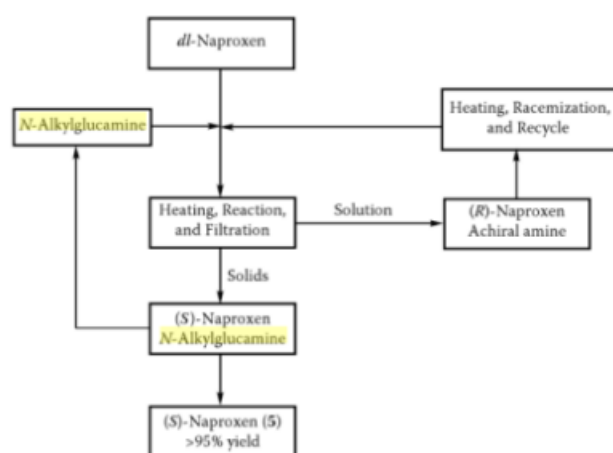 dl-Naproxen
N-Alkylglucamine
Heating, Racemization,
and Recycle
Heating, Reaction,
and Filtration
Solution
(R)-Naproxen
Achiral amine
Solids
(S)-Naproxen
N-Alkylglucamine
(S)-Naproxen (5)
>95% yield